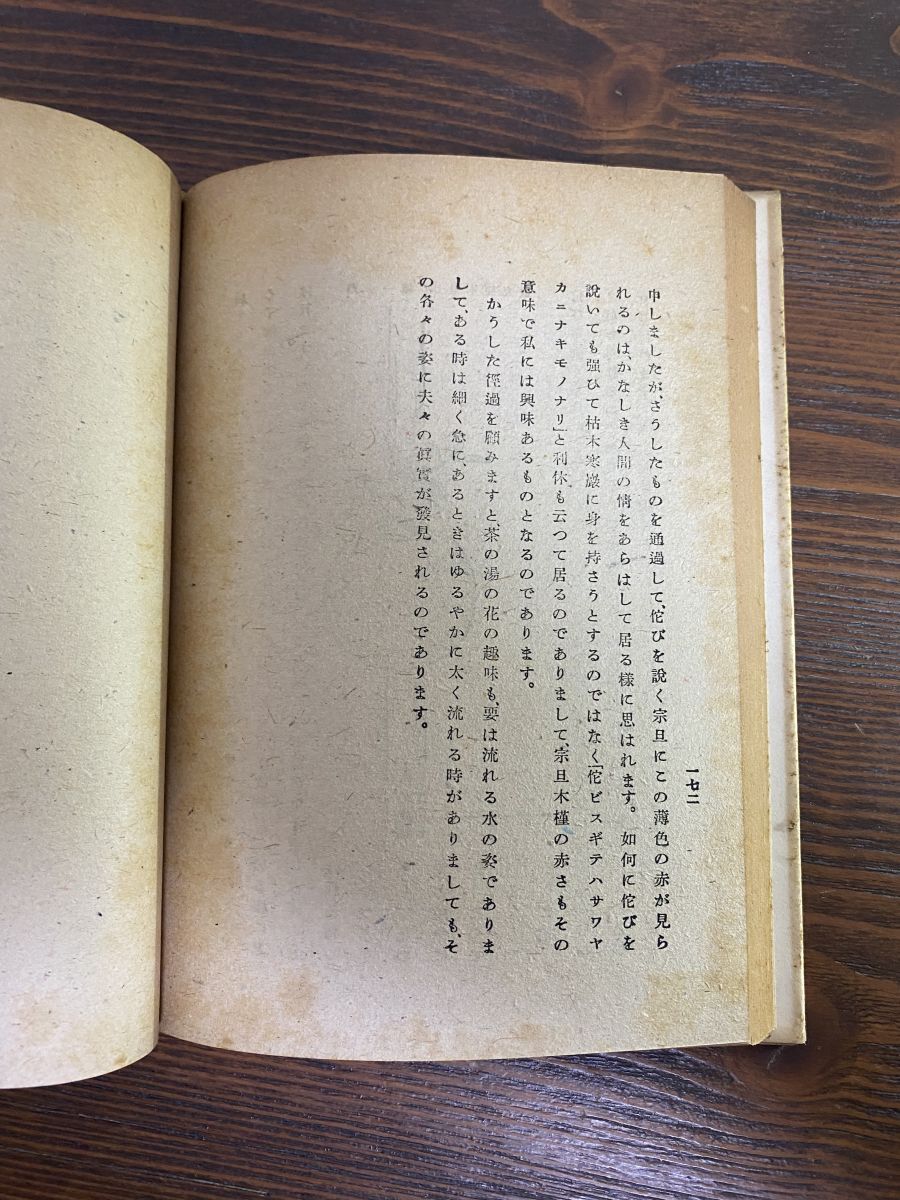 申しましたが、さうしたものを通過して、侘びを說く宗旦にこの薄色の赤が見ら
れるのは、かなしき人間の情をあらはして居る樣に思はれます。如何に侘びを
說いても强ひて枯木寒巖に身を持さうとするのではなく「侘ビスギテハサワヤ
カニナキモノナリ」と利休も云つて居るのでありまして、宗旦木槿の赤さもその
意味で私には興味あるものとなるのであります。
かうした徑過を顧みますと、茶の湯の花の趣味も、要は流れる水の姿でありま
して、ある時は細く急に、あるときはゆるやかに太く流れる時がありましても、そ
の各々の姿に夫々の眞實が發見されるのであります。
一七二